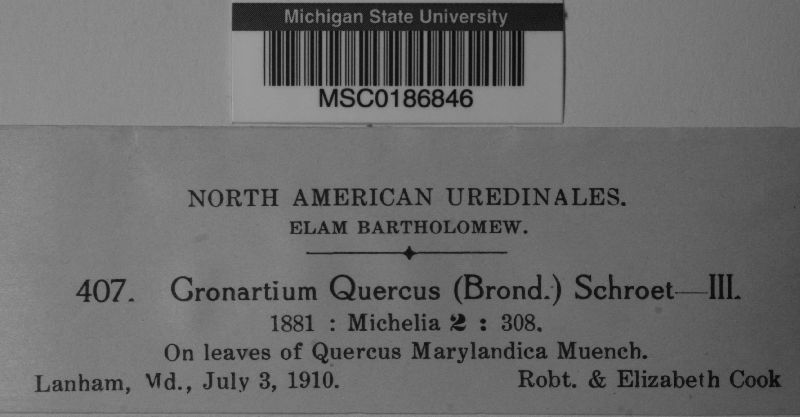 Michigan State University
MSC0186846
NORTH AMERICAN UREDINALES.
ELAM BARTHOLOMEW.
407. Cronartium Quercus (Brond.) Schroet—III.
1881 : Michelia 2 : 308.
On leaves of Quercus Marylandica Muench.
Lanham, Md., July 3, 1910. Robt. & Elizabeth Cook